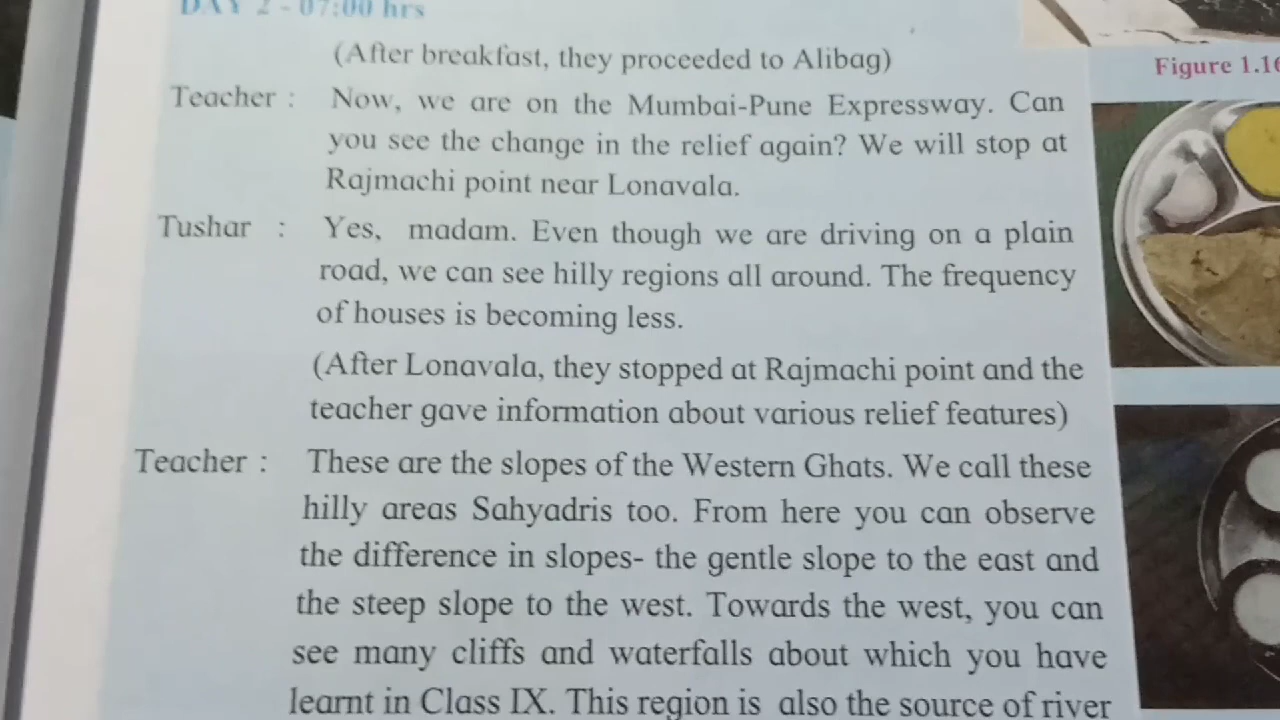 DAY 2 - 07:00 hrs
(After breakfast, they proceeded to Alibag)
Teacher : Now, we are on the Mumbai-Pune Expressway. Can
you see the change in the relief again? We will stop at
Rajmachi point near Lonavala.
Tushar : Yes, madam. Even though we are driving on a plain
road, we can see hilly regions all around. The frequency
of houses is becoming less.
(After Lonavala, they stopped at Rajmachi point and the
teacher gave information about various relief features)
Teacher : These are the slopes of the Western Ghats. We call these
hilly areas Sahyadris too. From here you can observe
the difference in slopes- the gentle slope to the east and
the steep slope to the west. Towards the west, you can
see many cliffs and waterfalls about which you have
learnt in Class IX. This region is also the source of river
Figure 1.16